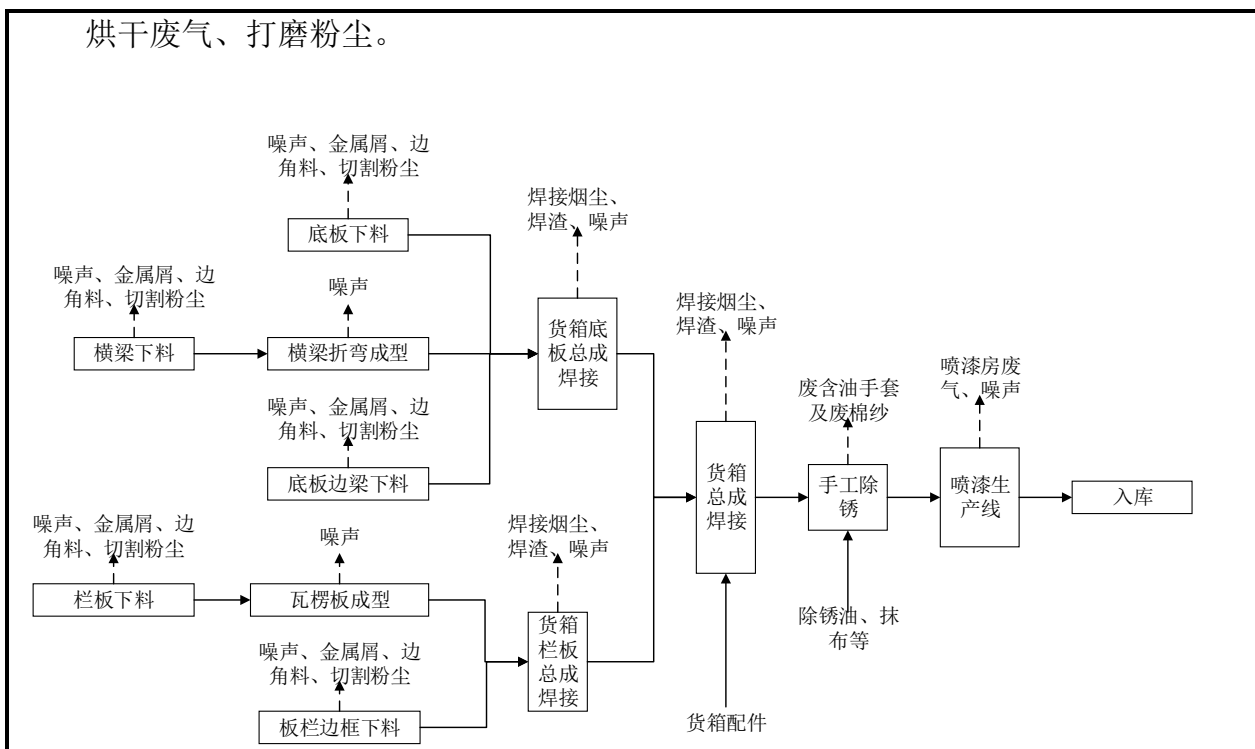 烘干废气、打磨粉尘。
噪声、金属屑、边
角料、切割粉尘
底板下料
焊接烟尘、
焊渣、噪声
噪声、金属屑、边
角料、切割粉尘
噪声
横梁下料
横梁折弯成型
货箱底
板总成
焊接
焊接烟尘、
焊渣、噪声
噪声、金属屑、边
角料、切割粉尘
底板边梁下料
货箱
总成
焊接
废含油手套
及废棉纱
喷漆房废
气、噪声
手工除
锈
喷漆生
产线
入库
噪声、金属屑、边
角料、切割粉尘
噪声
焊接烟尘、
焊渣、噪声
栏板下料
瓦楞板成型
货箱
栏板
总成
焊接
除锈油、抹
布等
噪声、金属屑、边
角料、切割粉尘
板栏边框下料
货箱配件